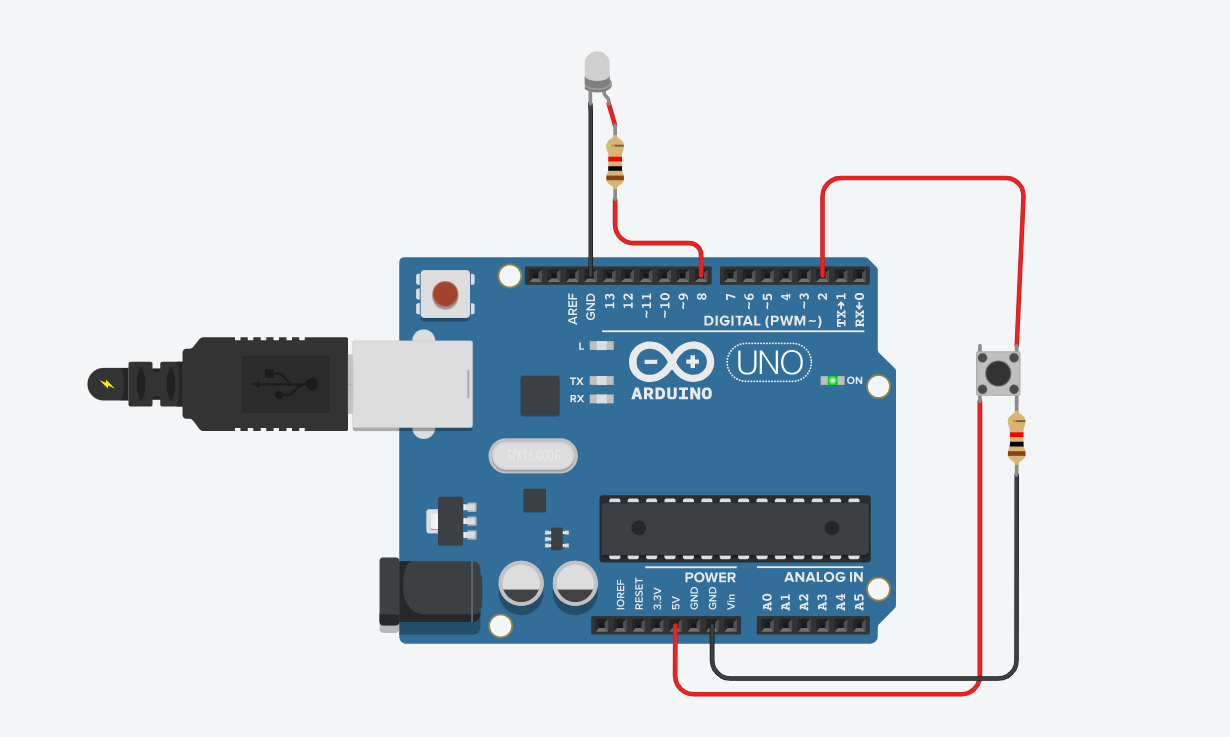 AREF
GND
13
12
~11
~10
~9
8
7
~6
~5
~4
~3
2
TX→1
RX←0
DIGITAL (PWM~)
L
TX
RX
UNO
ARDUINO
ON
SPK16.000G
IOREF
RESET
3.3V
5V
GND
GND
Vin
POWER
ANALOG IN
A0
A1
A2
A3
A4
A5